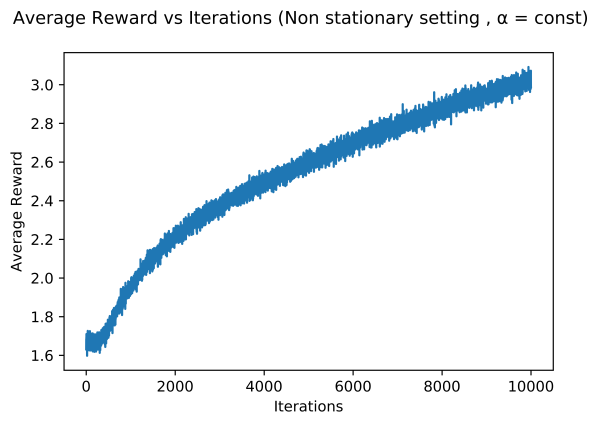 Average Reward vs Iterations (Non stationary setting , α = const)
3.0
2.8
2.6
2.4
2.2
2.0
1.8
1.6
Average Reward
0 2000 4000 6000 8000 10000
Iterations